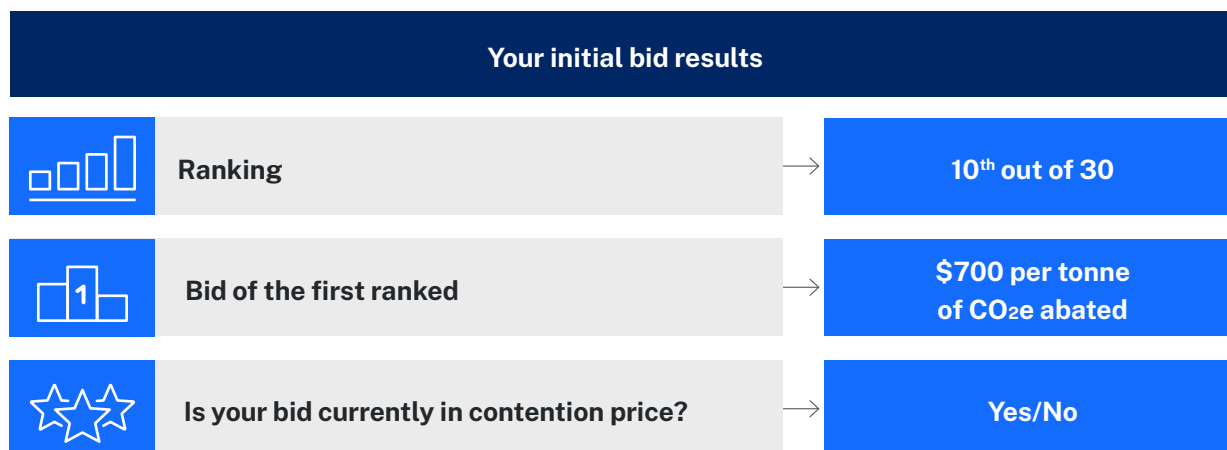 Your initial bid results
Ranking
10th out of 30
1
Bid of the first ranked
$700 per tonne
of CO2e abated
Is your bid currently in contention price?
Yes/No